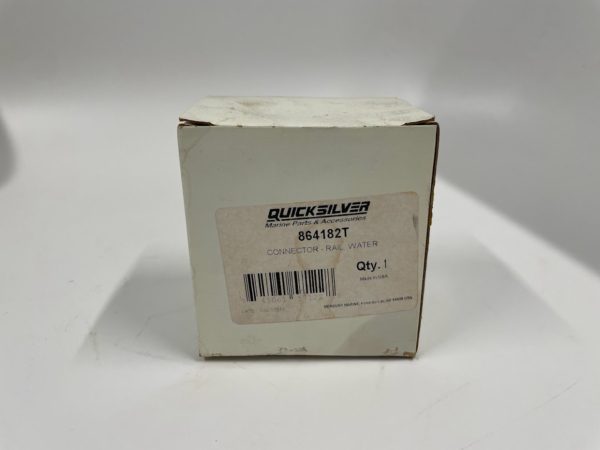 QUICKSILVER
Marine Parts & Accessories
864182T
CONNECTOR - RAIL, WATER
Qty. 1
Made in USA